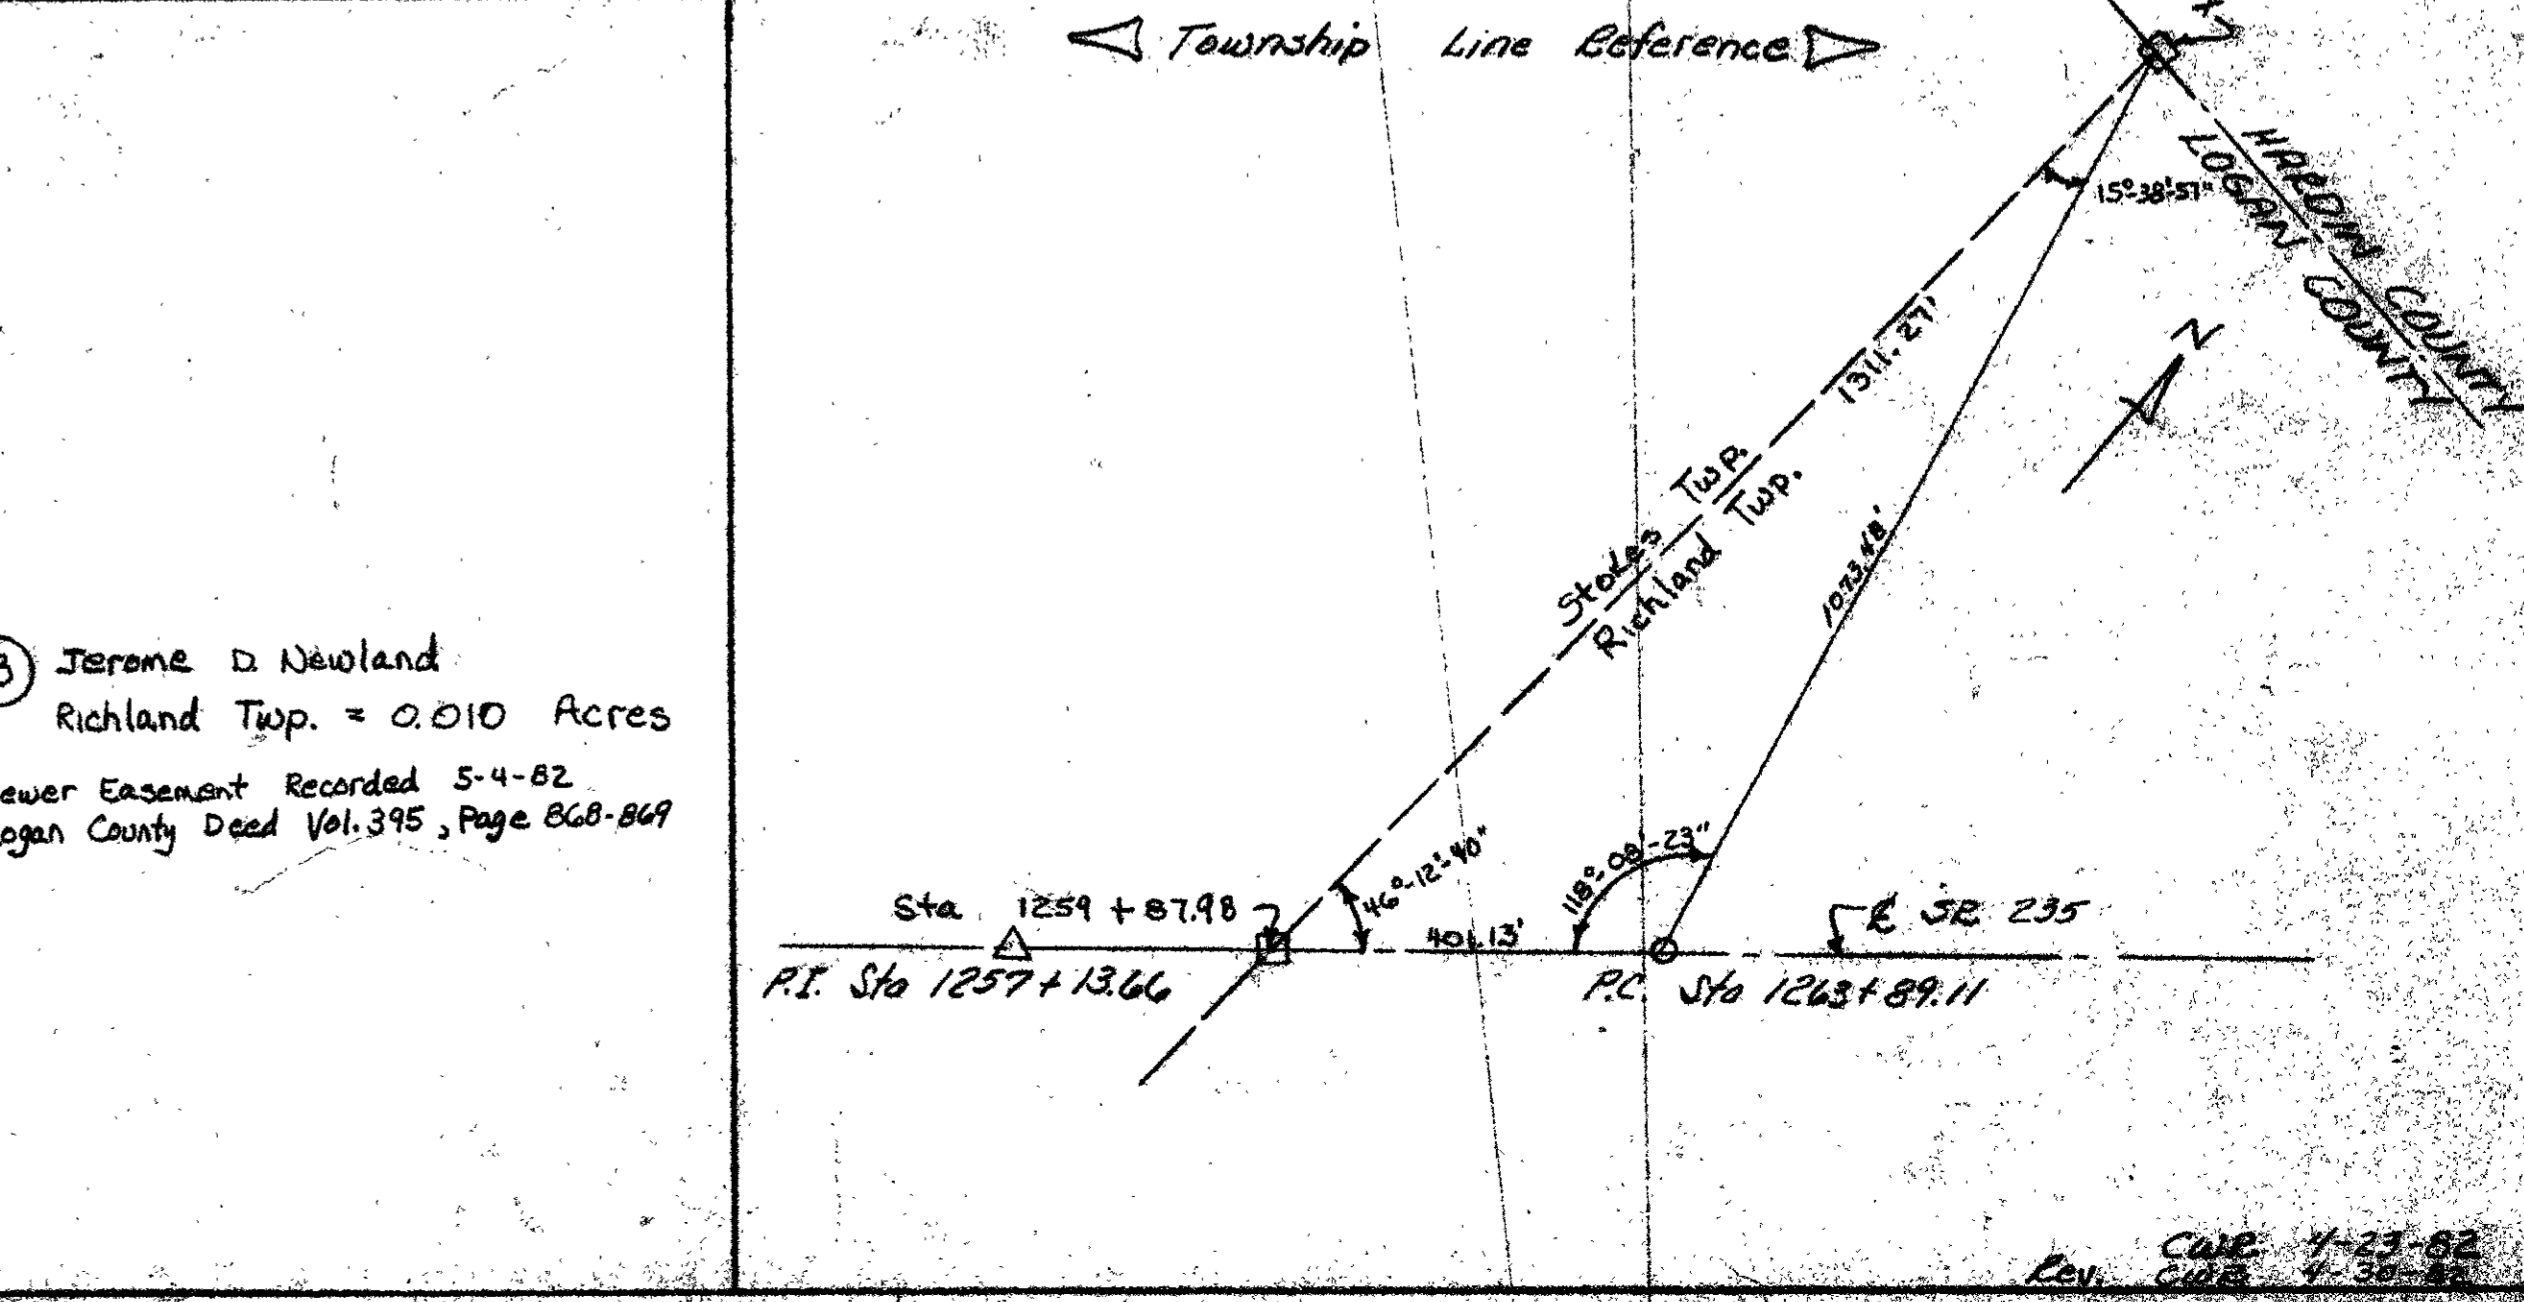 Township Line Reference
HARDIN COUNTY
LOGAN COUNTY
15°-38'-57"
N
1311.27'
Stokes Twp.
Richland Twp.
1073.48'
3 Jerome D. Newland
Richland Twp. = 0.010 Acres
ewer Easement Recorded 5-4-82
ogan County Deed Vol. 395, Page 868-869
46°-12'-40"
118°-08'-23"
Sta 1259 + 87.98
401.13'
℄ SR 235
P.I. Sta 1257 + 13.66
P.C. Sta 1263 + 89.11
4-23-82
Rev. 4-30-82